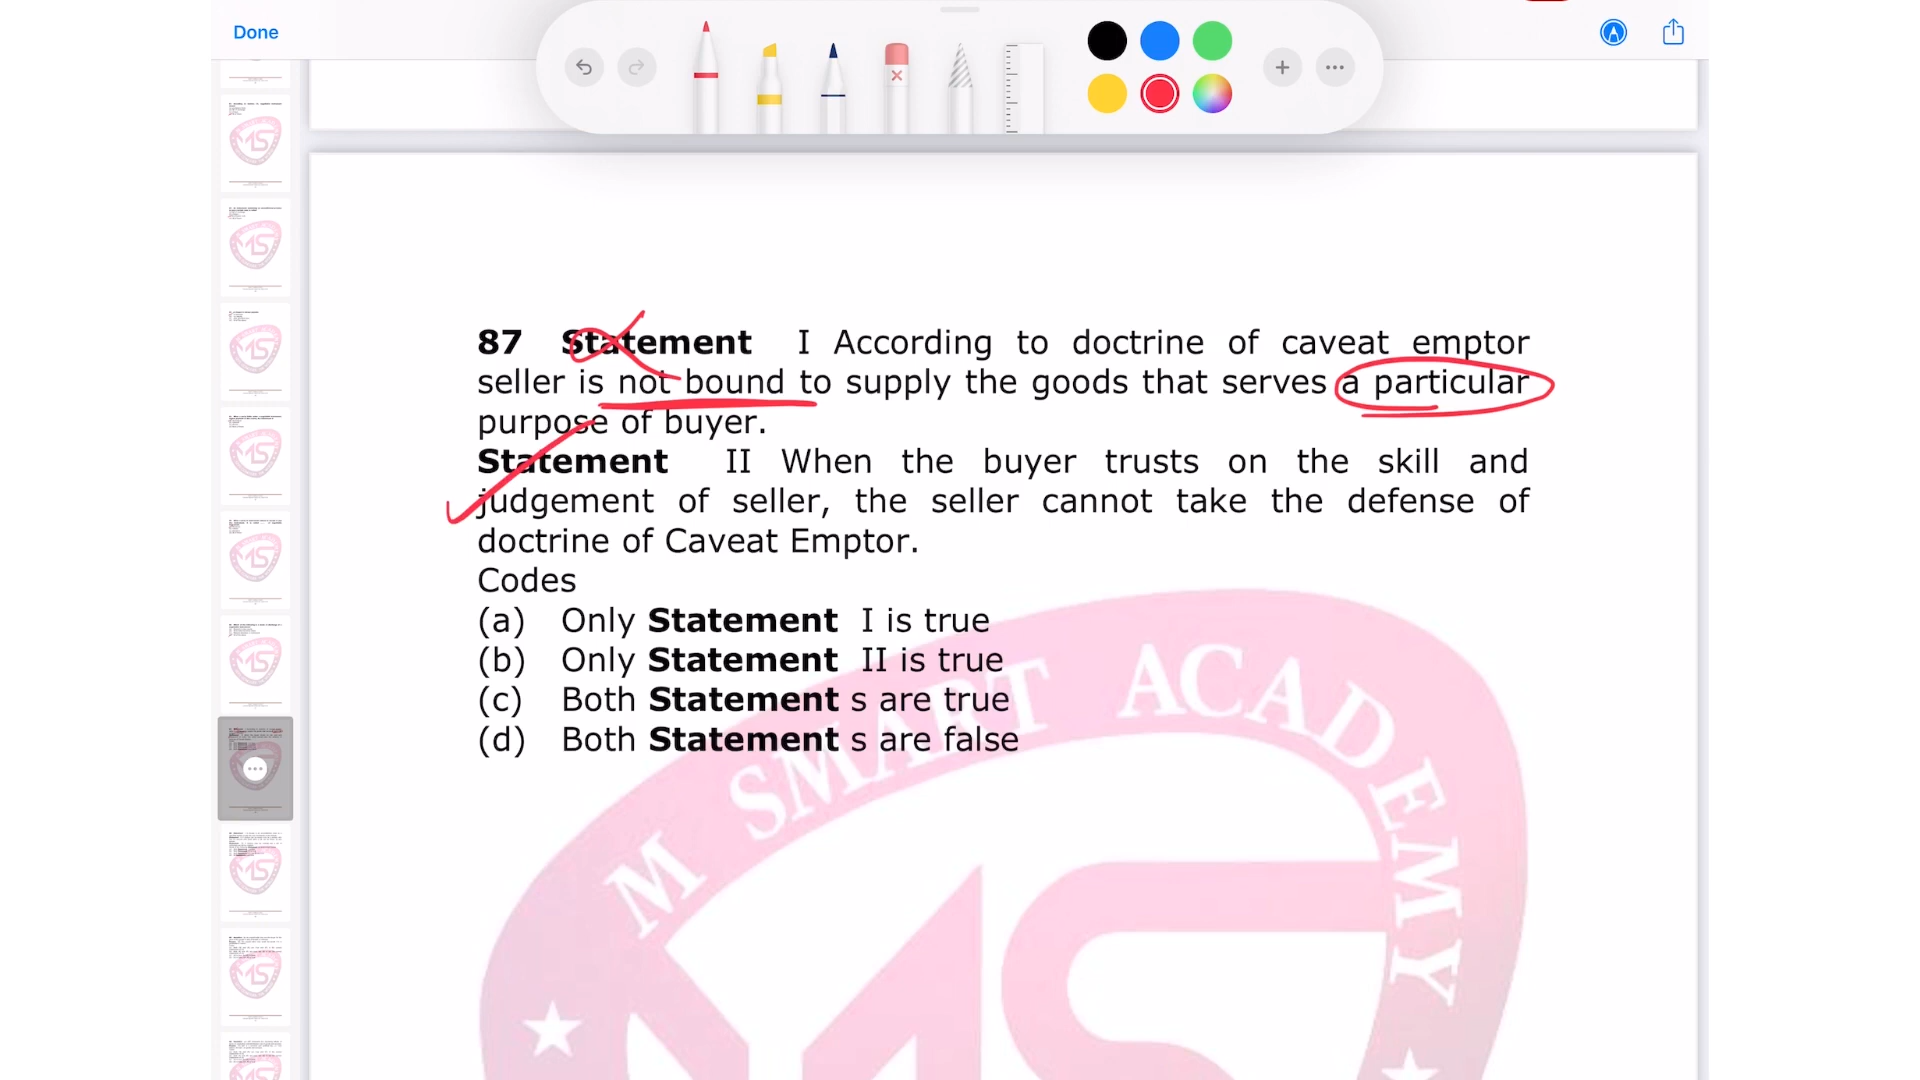 Done
87 Statement I According to doctrine of caveat emptor
seller is not bound to supply the goods that serves a particular
purpose of buyer.
Statement II When the buyer trusts on the skill and
judgement of seller, the seller cannot take the defense of
doctrine of Caveat Emptor.
Codes
(a) Only Statement I is true
(b) Only Statement II is true
(c) Both Statement s are true
(d) Both Statement s are false
M SMART ACADEMY
MS